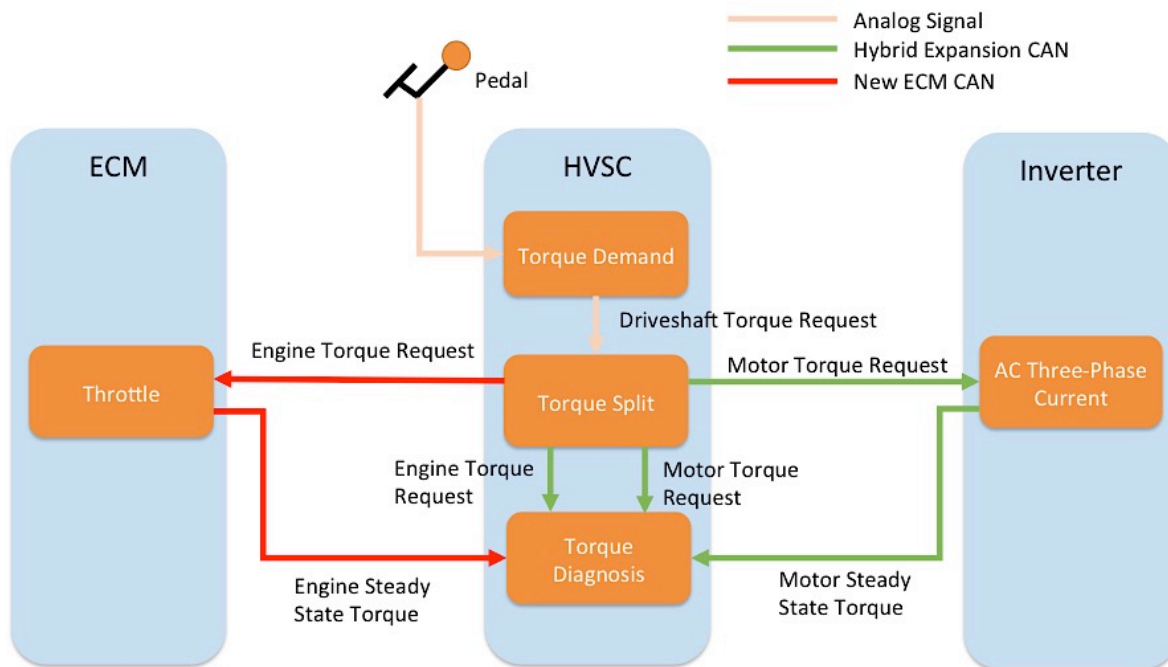 Analog Signal
Hybrid Expansion CAN
New ECM CAN
Pedal
ECM
HVSC
Inverter
Torque Demand
Driveshaft Torque Request
Engine Torque Request
Motor Torque Request
Throttle
Torque Split
AC Three-Phase
Current
Engine Torque
Request
Motor Torque
Request
Torque
Diagnosis
Engine Steady
State Torque
Motor Steady
State Torque